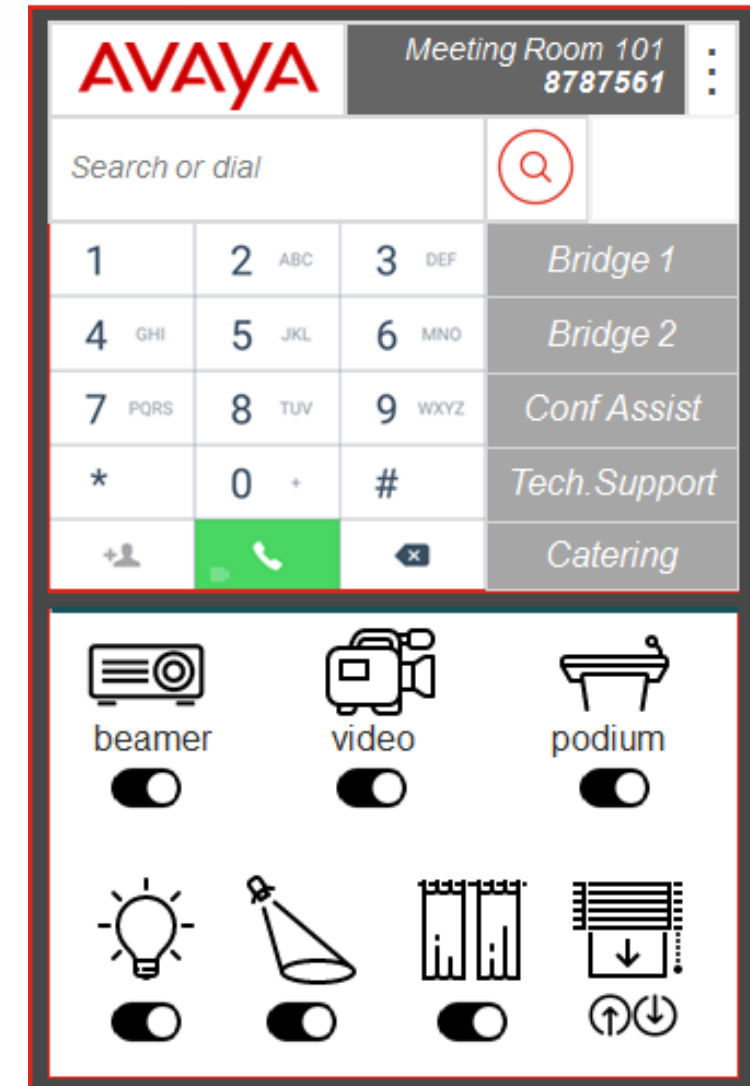 AVAYA
Meeting Room 101
8787561
Search or dial
1
2 ABC
3 DEF
Bridge 1
4 GHI
5 JKL
6 MNO
Bridge 2
7 PQRS
8 TUV
9 WXYZ
Conf Assist
*
0 +
#
Tech.Support
Catering
beamer
video
podium